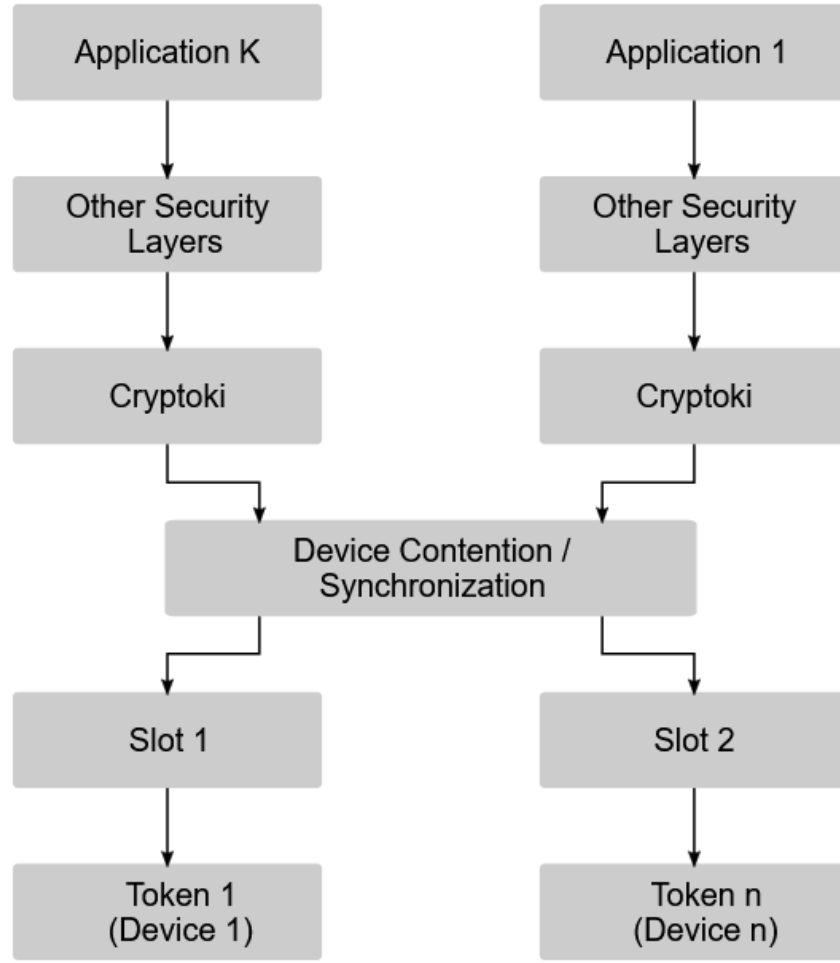 Application K
Application 1
Other Security
Layers
Other Security
Layers
Cryptoki
Cryptoki
Device Contention /
Synchronization
Slot 1
Slot 2
Token 1
(Device 1)
Token n
(Device n)